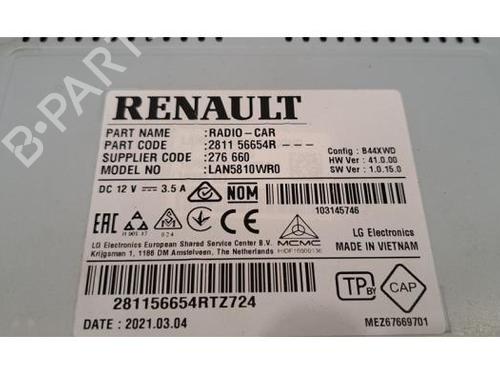 RENAULT
PART NAME : RADIO-CAR
PART CODE : 2811 56654R - - -
SUPPLIER CODE : 276 660
MODEL NO : LAN5810WR0
Config : B44XWD
HW Ver : 41.0.00
SW Ver : 1.0.15.0
DC 12 V 3.5 A
NOM
103145746
EAC
024
MCMC
LG Electronics
MADE IN VIETNAM
LG Electronics European Shared Service Center B.V.
Krijgsman 1, 1186 DM Amstelveen, The Netherlands
281156654RTZ724
TP BY
CAP
DATE : 2021.03.04
MEZ67669701
B-PARTS